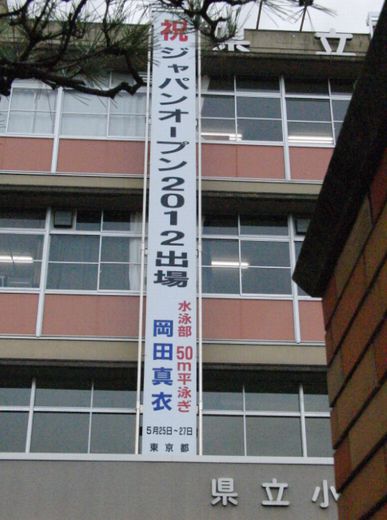 県立
祝
ジャパンオープン2012出場
水泳部 50m平泳ぎ
岡田真衣
5月25日～27日
東京都
県立小